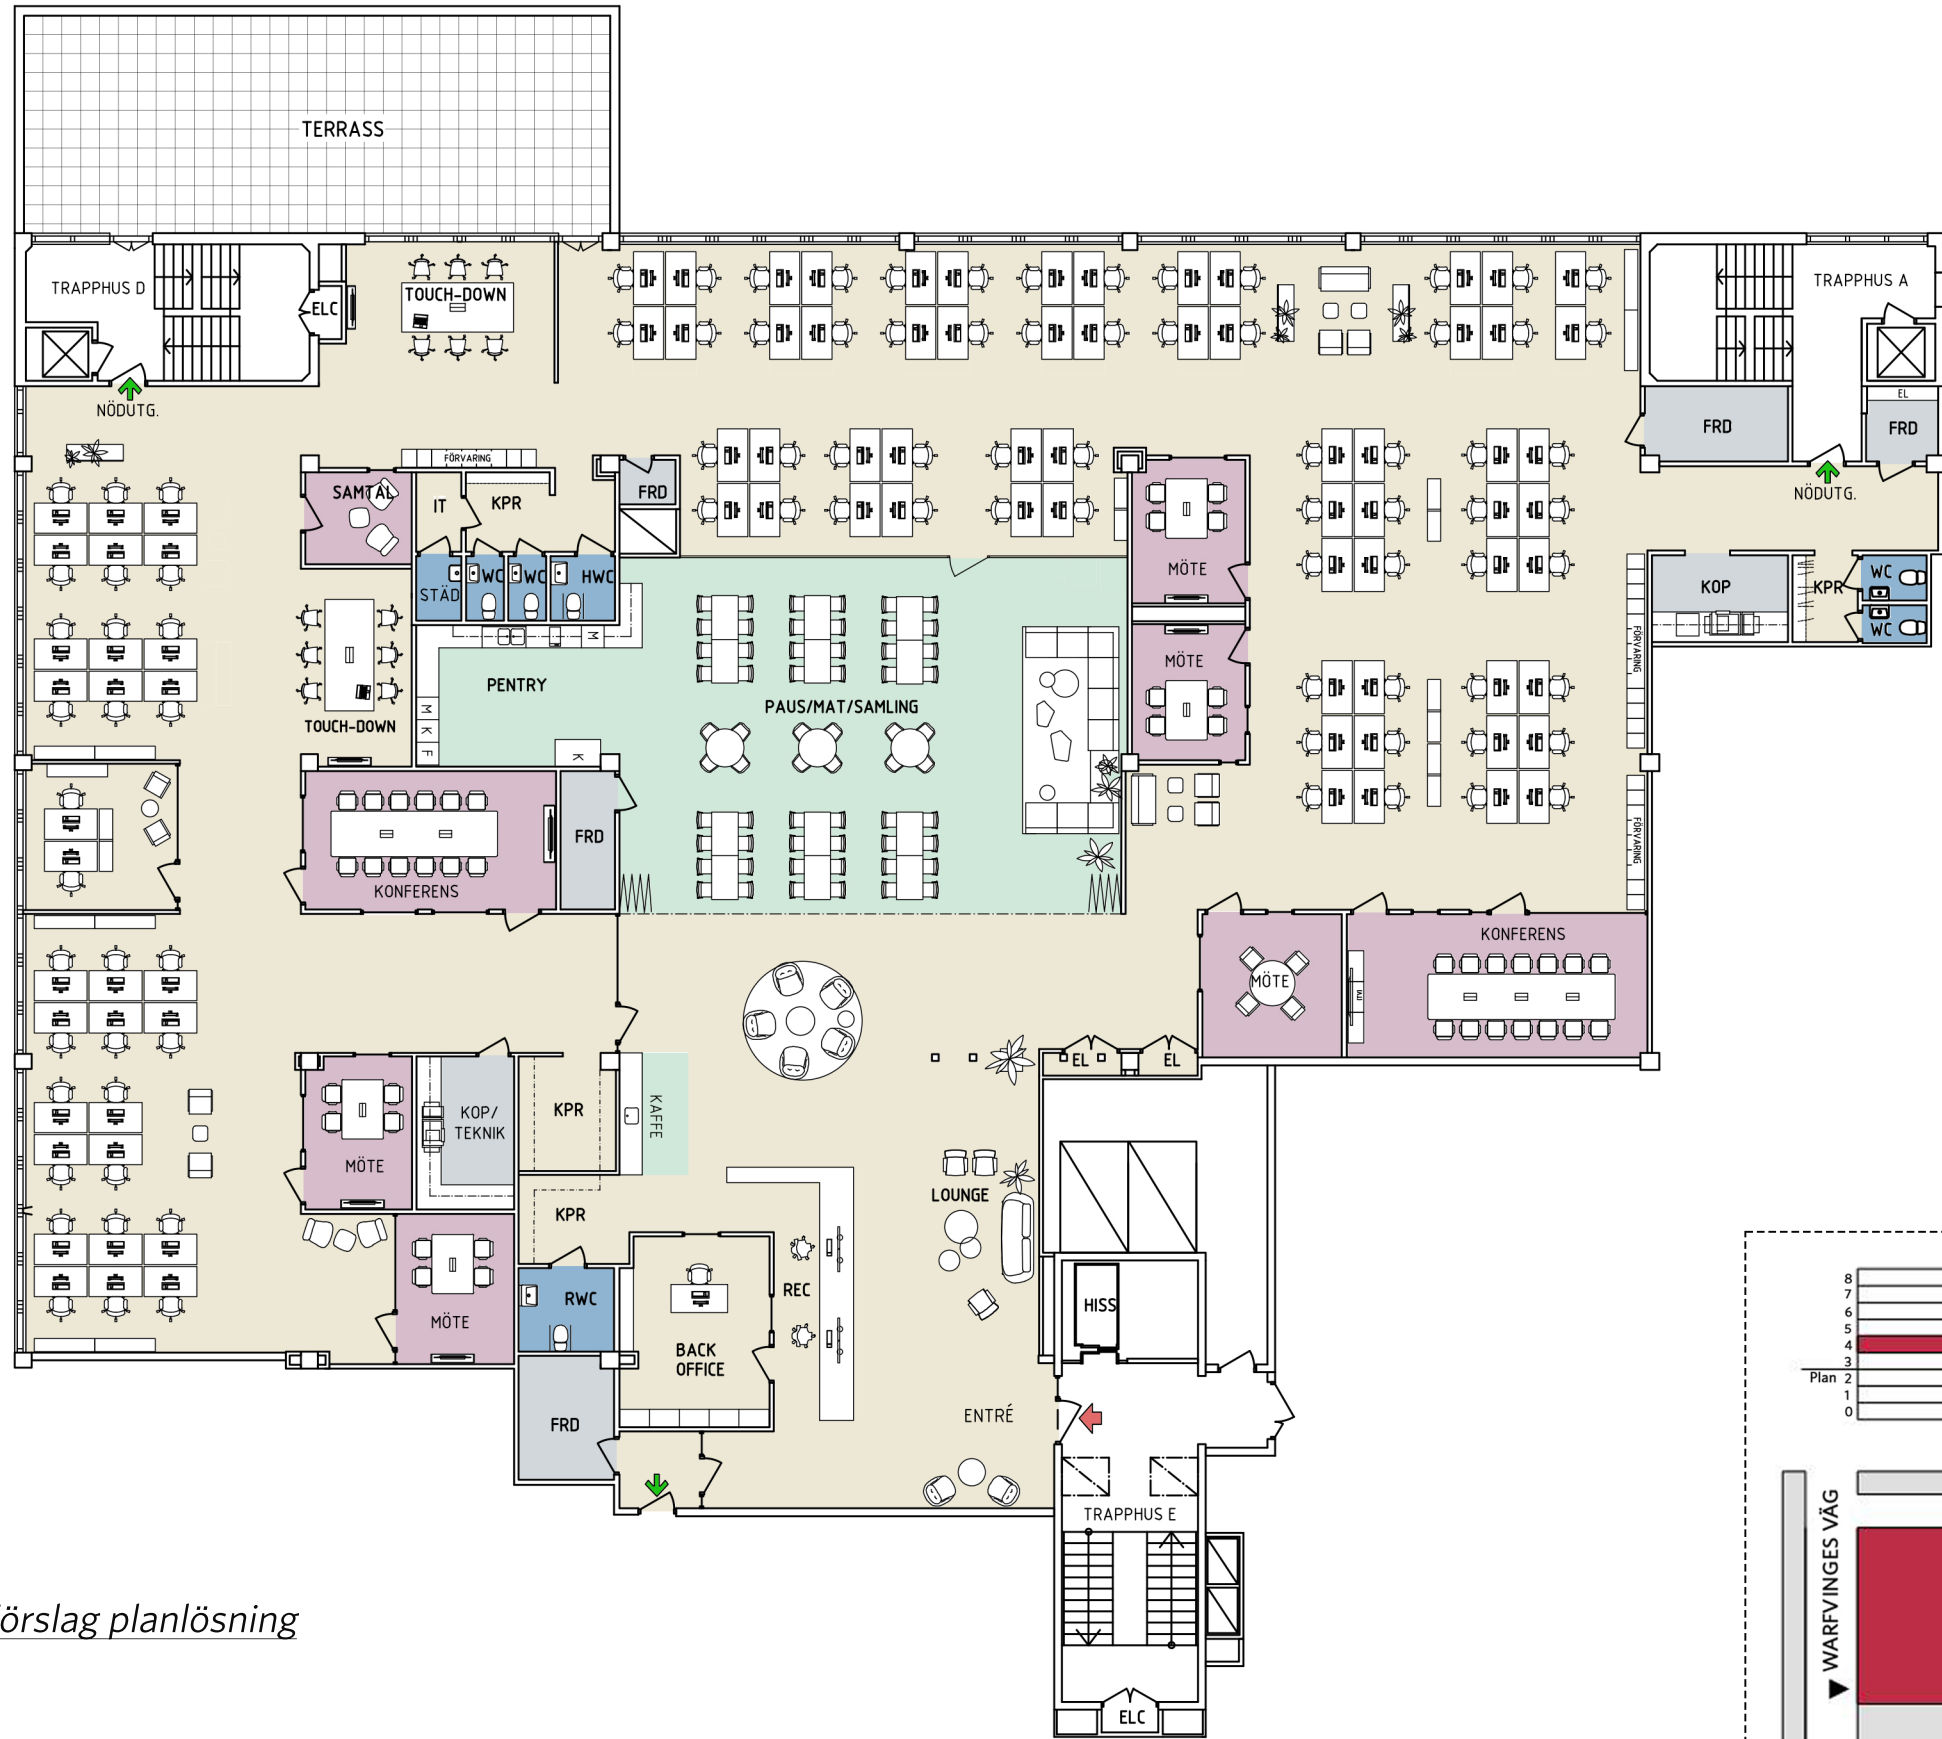 TERRASS
TRAPPHUS D
ELC
TOUCH-DOWN
TRAPPHUS A
NÖDUTG.
EL
FRD
FRD
FÖRVARING
SAMTAL
IT
KPR
FRD
NÖDUTG.
STÄD
WC
WC
HWC
MÖTE
KOP
KPR
WC
WC
M
FÖRVARING
MÖTE
PENTRY
PAUS/MAT/SAMLING
M
K
F
TOUCH-DOWN
K
FRD
KONFERENS
FÖRVARING
KONFERENS
MÖTE
EL
EL
KOP/
TEKNIK
KPR
KAFFE
MÖTE
LOUNGE
KPR
REC
RWC
HISS
MÖTE
BACK
OFFICE
FRD
ENTRÉ
TRAPPHUS E
ELC
8
7
6
5
4
3
Plan 2
1
0
WARFVINGES VÄG
örslag planlösning